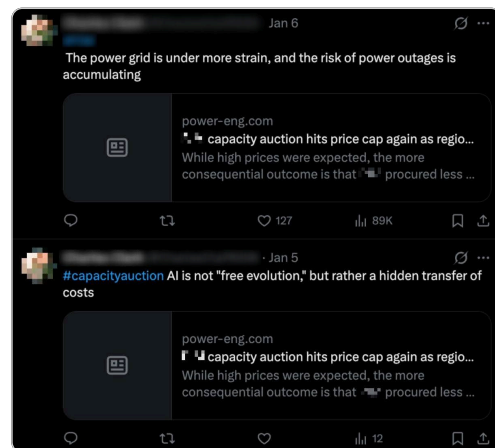 Jan 6
The power grid is under more strain, and the risk of power outages is
accumulating
power-eng.com
capacity auction hits price cap again as regio...
While high prices were expected, the more
consequential outcome is that procured less ...
127
89K
· Jan 5
#capacityauction AI is not "free evolution," but rather a hidden transfer of
costs
power-eng.com
capacity auction hits price cap again as regio...
While high prices were expected, the more
consequential outcome is that procured less ...
12